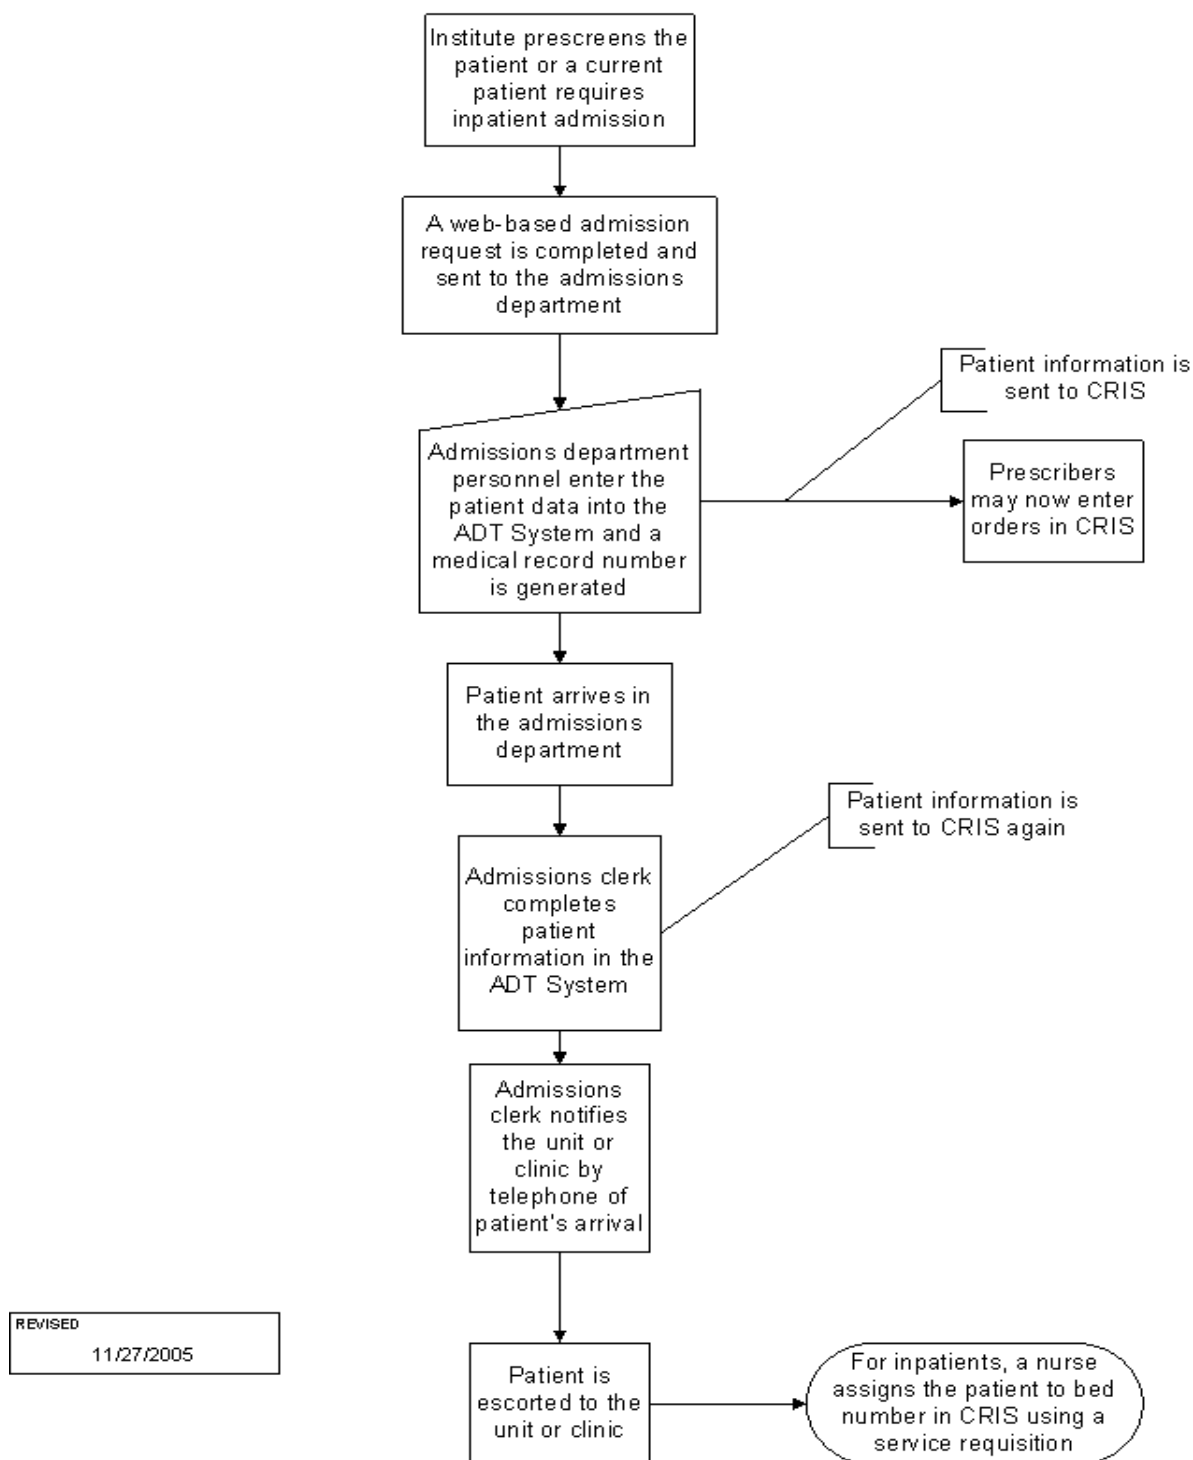 Institute prescreens the
patient or a current
patient requires
inpatient admission
A web-based admission
request is completed and
sent to the admissions
department
Patient information is
sent to CRIS
Admissions department
personnel enter the
patient data into the
ADT System and a
medical record number
is generated
Prescribers
may now enter
orders in CRIS
Patient arrives in
the admissions
department
Patient information is
sent to CRIS again
Admissions clerk
completes
patient
information in the
ADT System
Admissions
clerk notifies
the unit or
clinic by
telephone of
patient's arrival
REVISED
11/27/2005
Patient is
escorted to the
unit or clinic
For inpatients, a nurse
assigns the patient to bed
number in CRIS using a
service requisition